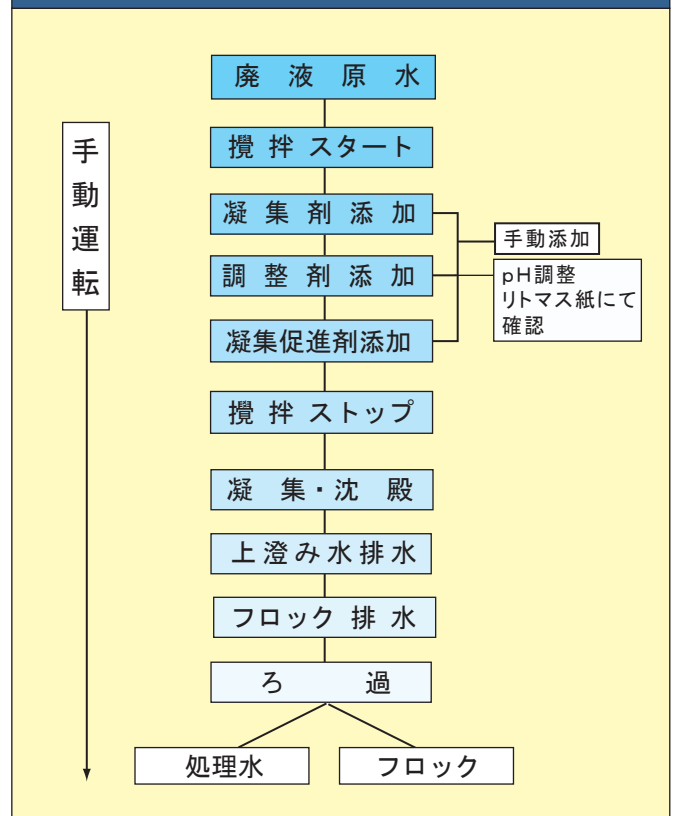 廃液原水
攪拌スタート
手動運転
凝集剤添加
手動添加
調整剤添加
pH調整
リトマス紙にて
確認
凝集促進剤添加
攪拌ストップ
凝集・沈殿
上澄み水排水
フロック排水
ろ過
処理水
フロック